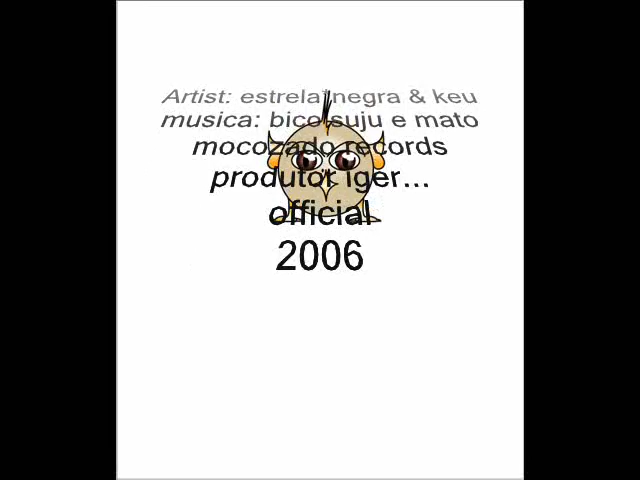 Artist: estrela negra & keu
musica: bico suju e mato
mocozado records
produtor iger...
official
2006